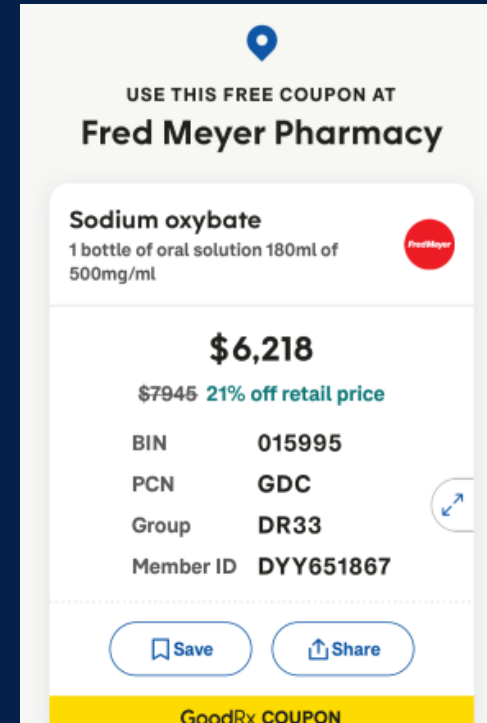 USE THIS FREE COUPON AT
Fred Meyer Pharmacy
Sodium oxybate
1 bottle of oral solution 180ml of
500mg/ml
FredMeyer
$6,218
$7945 21% off retail price
BIN 015995
PCN GDC
Group DR33
Member ID DYY651867
Save Share
GoodRx COUPON